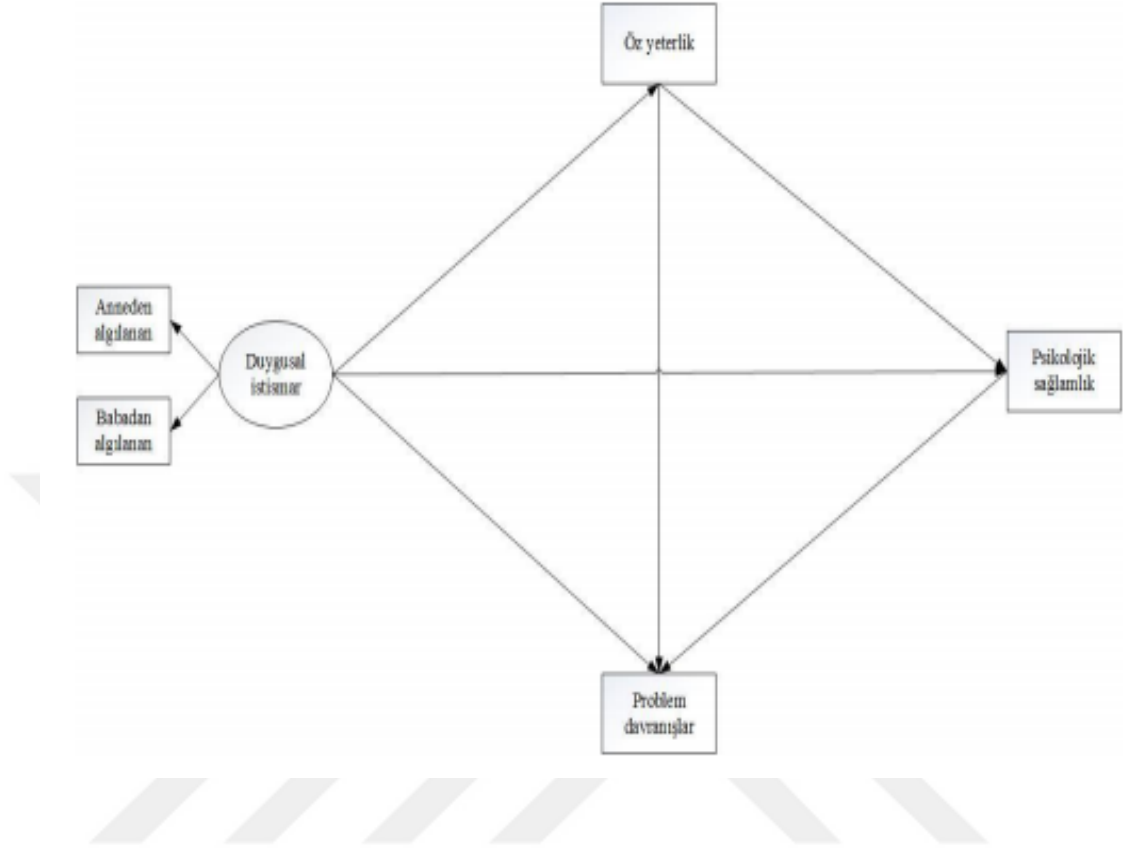 Öz yeterlik
Anneden
algılanan
Duygusal
istismar
Psikolojik
sağlamlık
Babadan
algılanan
Problem
davranışlar